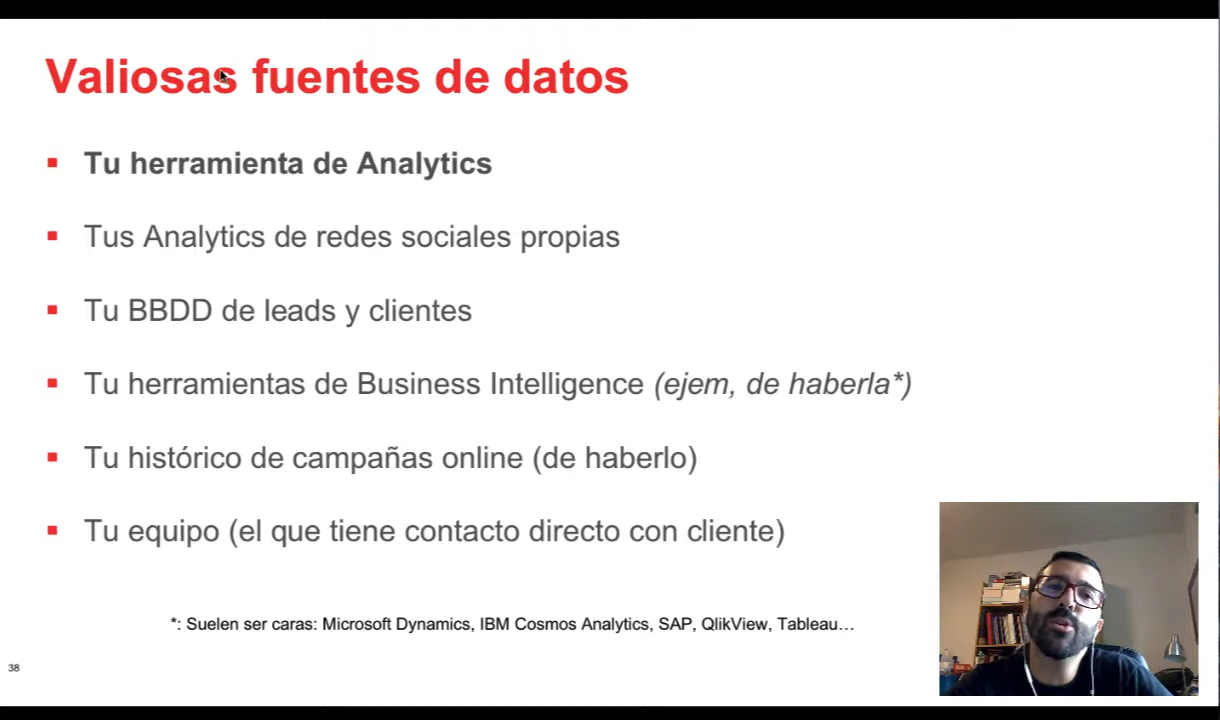 Valiosas fuentes de datos
Tu herramienta de Analytics
Tus Analytics de redes sociales propias
Tu BBDD de leads y clientes
Tu herramientas de Business Intelligence (ejem, de haberla*)
Tu histórico de campañas online (de haberlo)
Tu equipo (el que tiene contacto directo con cliente)
*: Suelen ser caras: Microsoft Dynamics, IBM Cosmos Analytics, SAP, QlikView, Tableau…
38